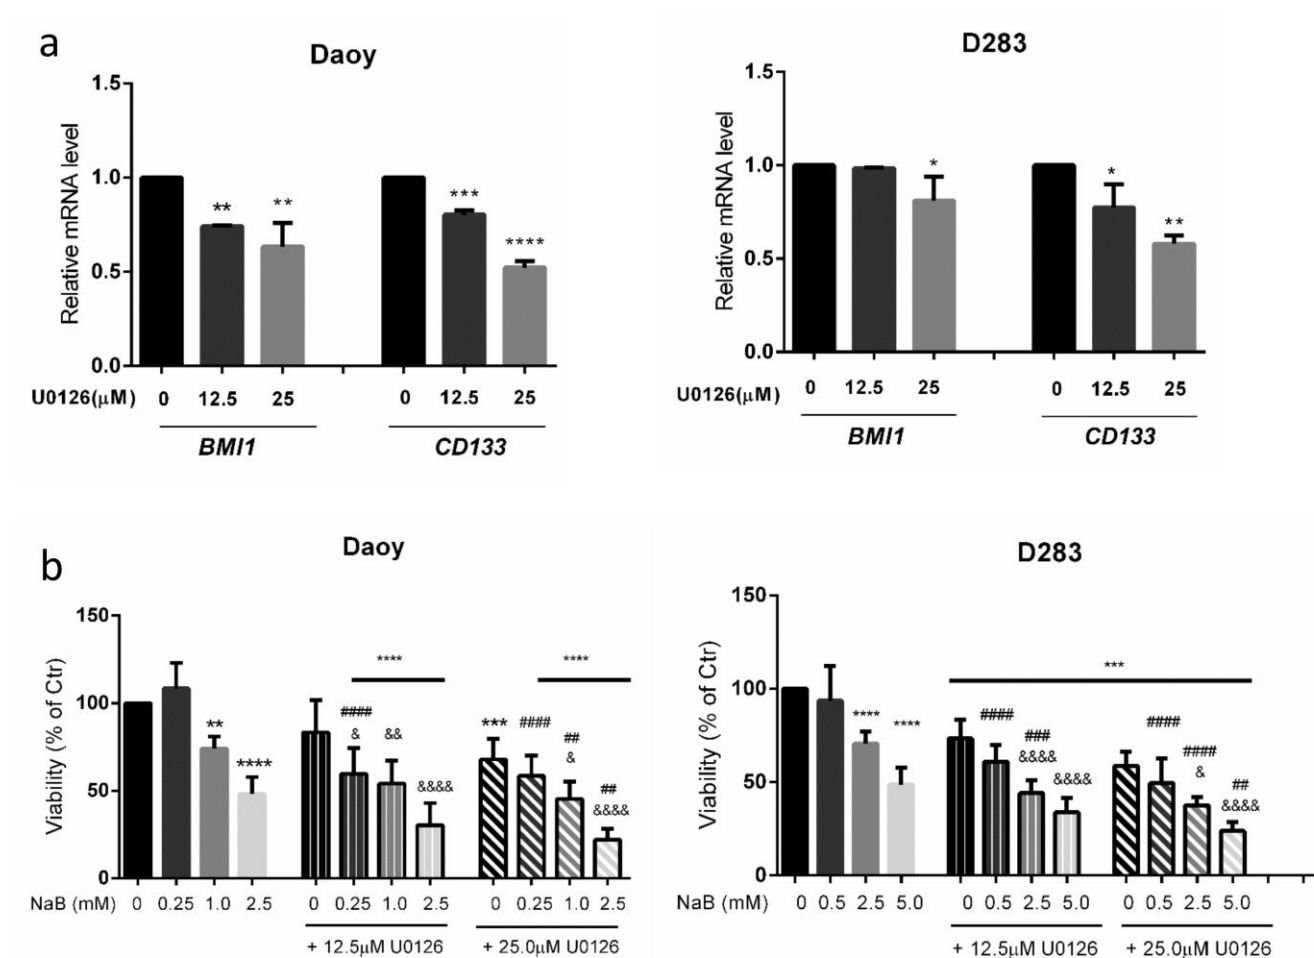 a
Daoy
Relative mRNA level
1.5
1.0
0.5
0.0
** ** *** ****
U0126(µM) 0 12.5 25 0 12.5 25
BMI1 CD133
D283
Relative mRNA level
1.5
1.0
0.5
0.0
* * **
U0126(µM) 0 12.5 25 0 12.5 25
BMI1 CD133
b
Daoy
Viability (% of Ctr)
150
100
50
0
**** ****
** **** #### & && &&&& *** #### ## & ## &&&&
NaB (mM) 0 0.25 1.0 2.5 0 0.25 1.0 2.5 0 0.25 1.0 2.5
+ 12.5µM U0126 + 25.0µM U0126
D283
Viability (% of Ctr)
150
100
50
0
***
**** **** #### ### &&&& &&&& #### #### & ## &&&&
NaB (mM) 0 0.5 2.5 5.0 0 0.5 2.5 5.0 0 0.5 2.5 5.0
+ 12.5µM U0126 + 25.0µM U0126